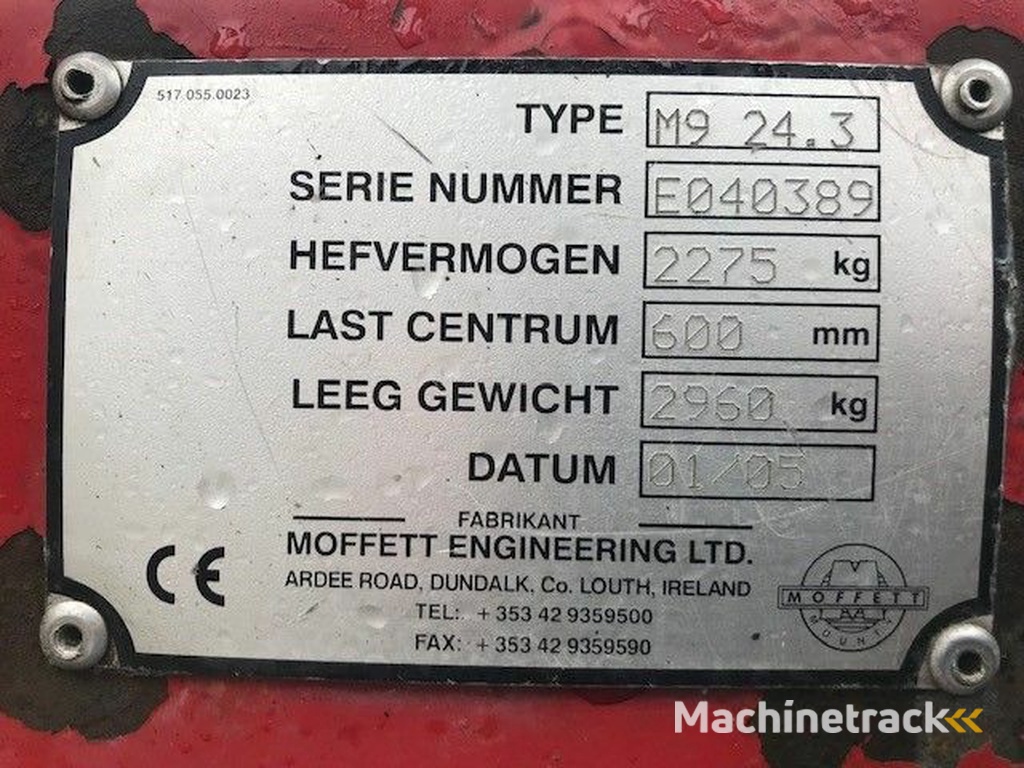 517.055.0023
TYPE M9 24.3
SERIE NUMMER E040389
HEFVERMOGEN 2275 kg
LAST CENTRUM 600 mm
LEEG GEWICHT 2960 kg
DATUM 01/05
FABRIKANT
MOFFETT ENGINEERING LTD.
ARDEE ROAD, DUNDALK, Co. LOUTH, IRELAND
TEL: + 353 42 9359500
FAX: + 353 42 9359590
CE
MOFFETT
MOUNTY
Machinetrack